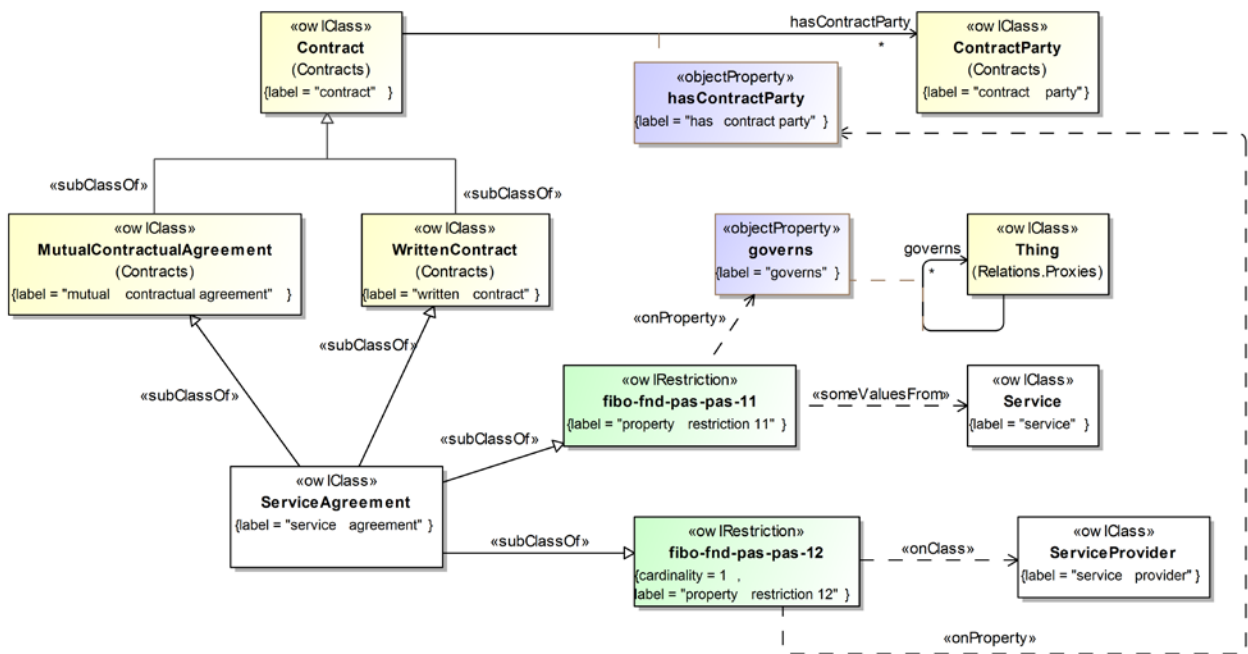 «owlClass»
Contract
(Contracts)
{label = "contract" }
hasContractParty
*
«owlClass»
ContractParty
(Contracts)
{label = "contract party"}
«objectProperty»
hasContractParty
{label = "has contract party" }
«subClassOf»
«subClassOf»
«owlClass»
MutualContractualAgreement
(Contracts)
{label = "mutual contractual agreement" }
«owlClass»
WrittenContract
(Contracts)
{label = "written contract" }
«objectProperty»
governs
{label = "governs" }
governs
*
«owlClass»
Thing
(Relations.Proxies)
«onProperty»
«subClassOf»
«subClassOf»
«owlRestriction»
fibo-fnd-pas-pas-11
{label = "property restriction 11" }
«someValuesFrom»
«owlClass»
Service
{label = "service" }
«subClassOf»
«owlClass»
ServiceAgreement
{label = "service agreement" }
«subClassOf»
«owlRestriction»
fibo-fnd-pas-pas-12
{cardinality = 1 ,
label = "property restriction 12" }
«onClass»
«owlClass»
ServiceProvider
{label = "service provider" }
«onProperty»